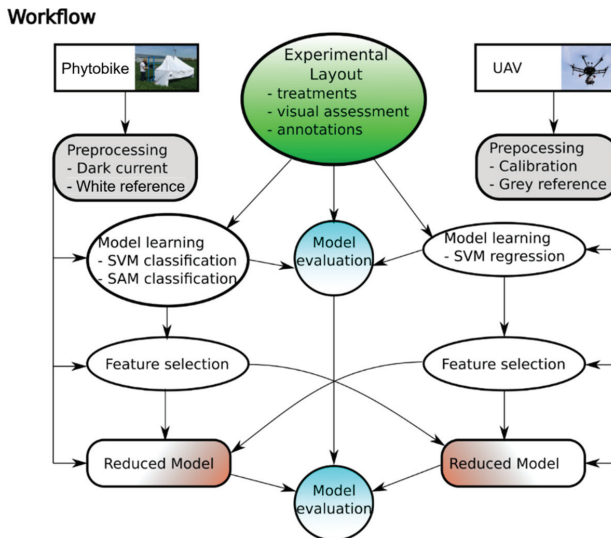 Workflow
Phytobike
Experimental
Layout
- treatments
- visual assessment
- annotations
UAV
Preprocessing
- Dark current
- White reference
Prepocessing
- Calibration
- Grey reference
Model learning
- SVM classification
- SAM classification
Model
evaluation
Model learning
- SVM regression
Feature selection
Feature selection
Reduced Model
Reduced Model
Model
evaluation